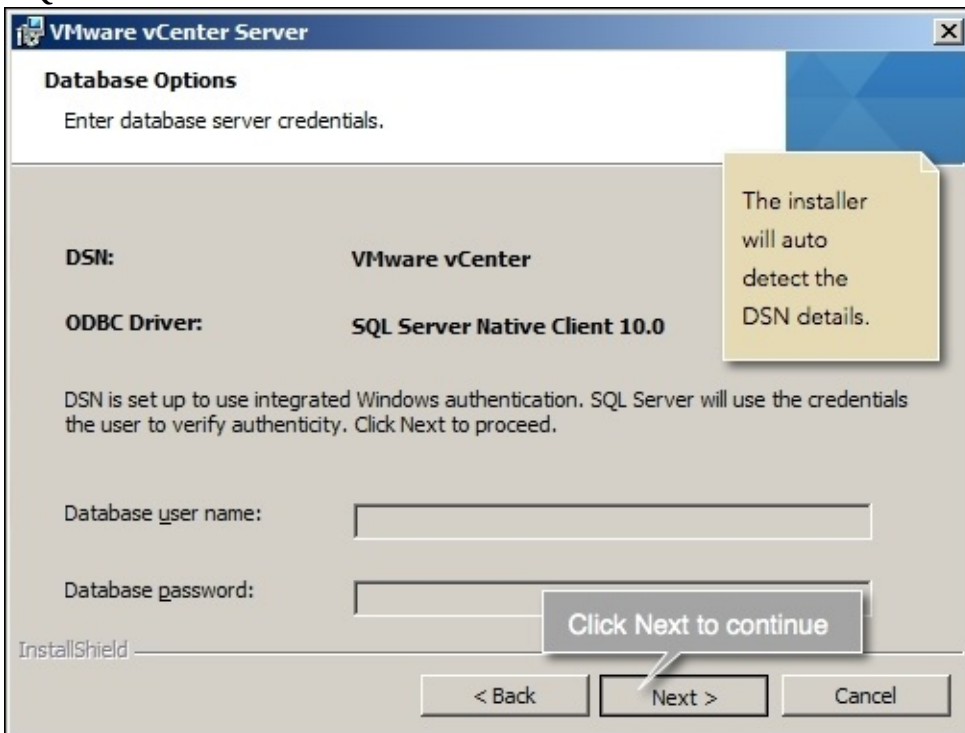 VMware vCenter Server
Database Options
Enter database server credentials.
The installer
will auto
detect the
DSN details.
DSN: VMware vCenter
ODBC Driver: SQL Server Native Client 10.0
DSN is set up to use integrated Windows authentication. SQL Server will use the credentials
the user to verify authenticity. Click Next to proceed.
Database user name:
Database password:
Click Next to continue
InstallShield
< Back Next > Cancel